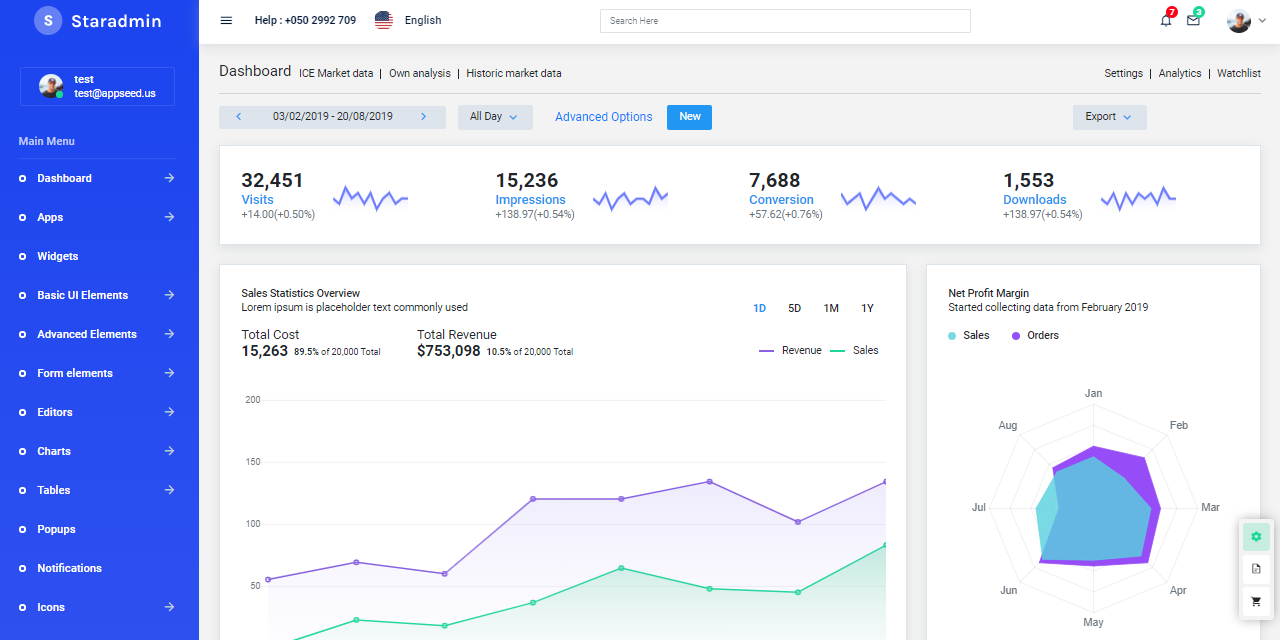 S Staradmin
Help : +050 2992 709
English
Search Here
7
3
test
test@appseed.us
Main Menu
Dashboard
Apps
Widgets
Basic UI Elements
Advanced Elements
Form elements
Editors
Charts
Tables
Popups
Notifications
Icons
Dashboard ICE Market data | Own analysis | Historic market data
Settings | Analytics | Watchlist
03/02/2019 - 20/08/2019
All Day
Advanced Options
New
Export
32,451
Visits
+14.00(+0.50%)
15,236
Impressions
+138.97(+0.54%)
7,688
Conversion
+57.62(+0.76%)
1,553
Downloads
+138.97(+0.54%)
Sales Statistics Overview
Lorem ipsum is placeholder text commonly used
1D 5D 1M 1Y
Total Cost
15,263 89.5% of 20,000 Total
Total Revenue
$753,098 10.5% of 20,000 Total
Revenue Sales
200
150
100
50
Net Profit Margin
Started collecting data from February 2019
Sales Orders
Jan
Feb
Mar
Apr
May
Jun
Jul
Aug